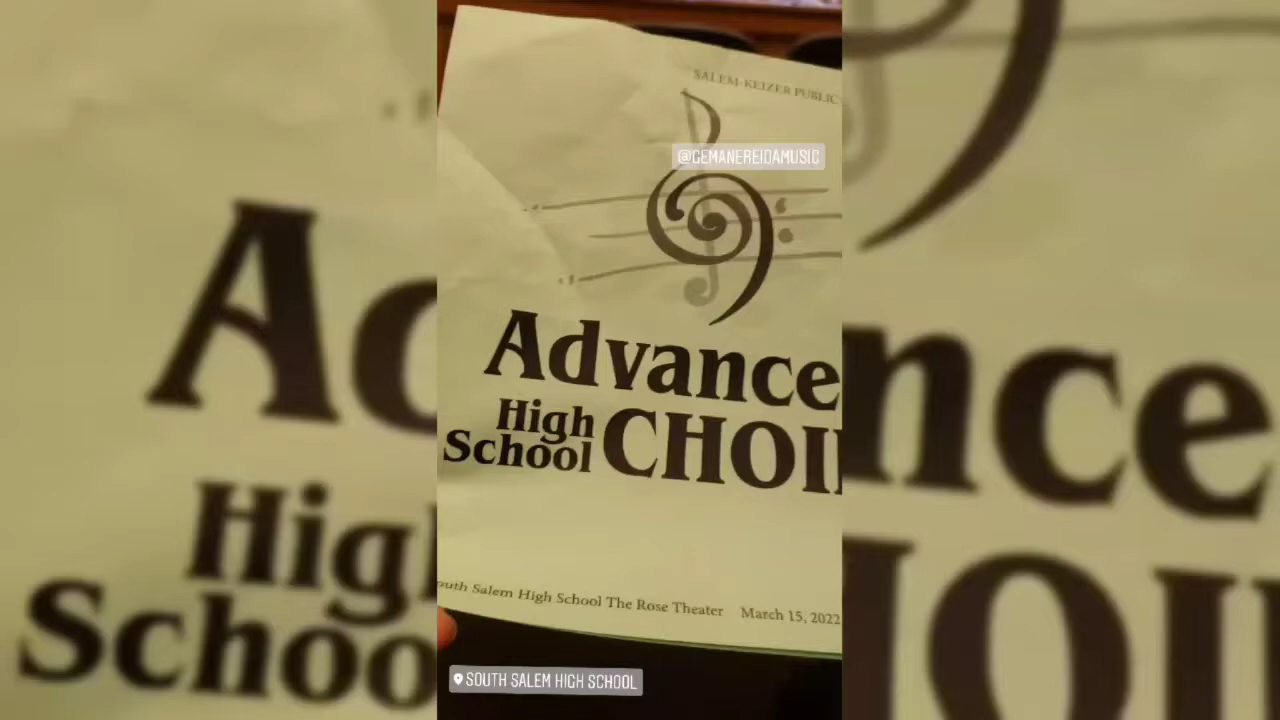 SALEM-KEIZER PUBLIC
@GEMANEREIDAMUSIC
Advance
High
School CHOI
outh Salem High School The Rose Theater March 15, 2022
SOUTH SALEM HIGH SCHOOL